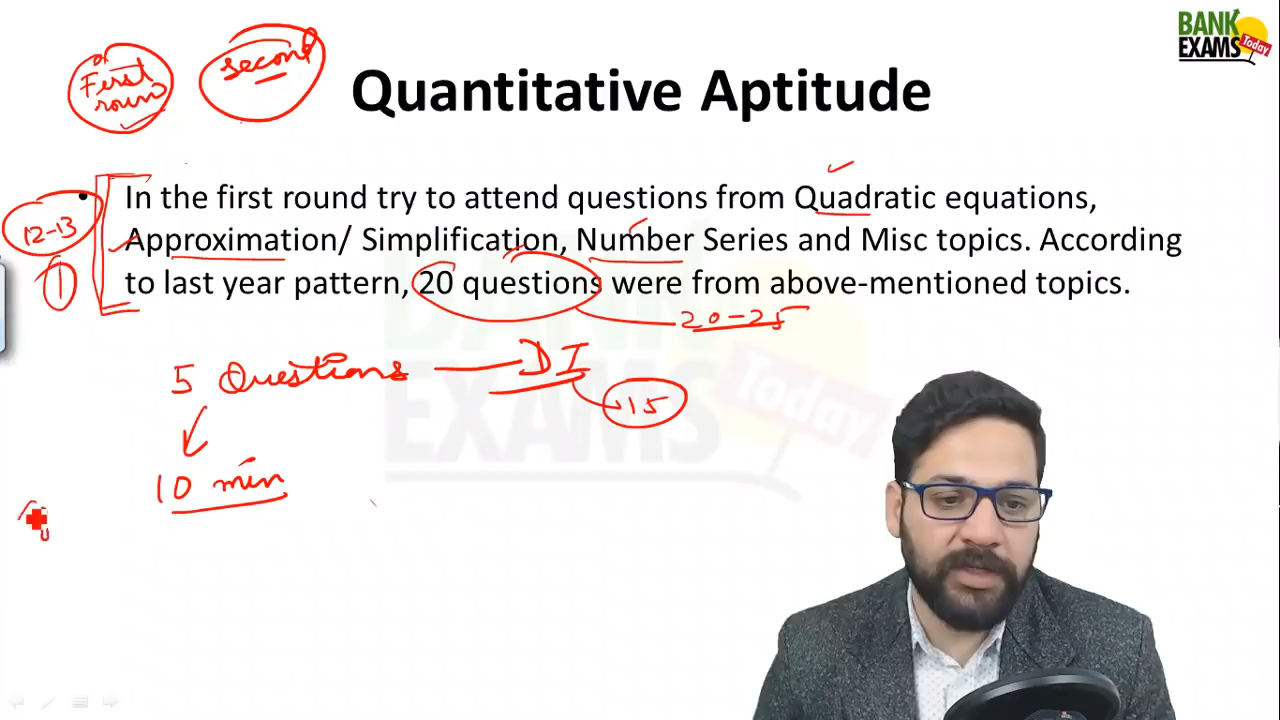 BANK
EXAMS
Today
First
round
second
Quantitative Aptitude
• In the first round try to attend questions from Quadratic equations,
12-13
Approximation/ Simplification, Number Series and Misc topics. According
1
to last year pattern, 20 questions were from above-mentioned topics.
20-25
5 Questions — DI
15
10 min
EXAMS
Today